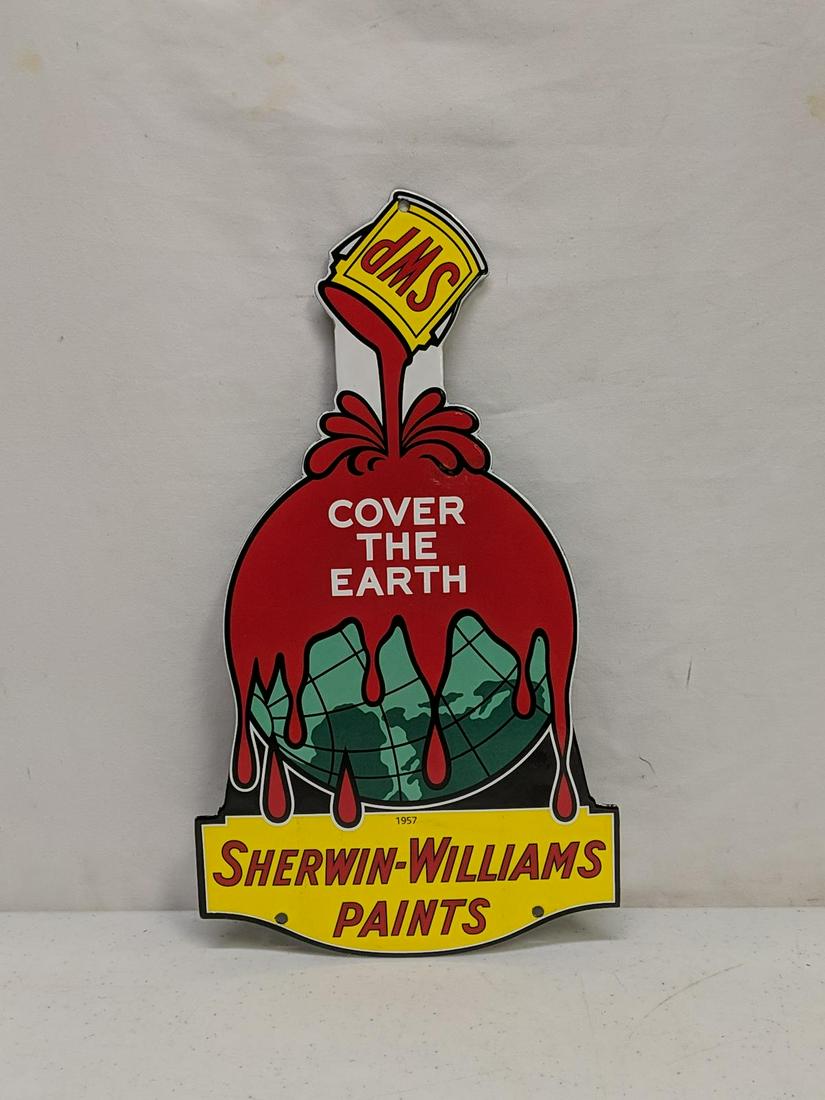 SWP
COVER
THE
EARTH
1957
SHERWIN-WILLIAMS
PAINTS